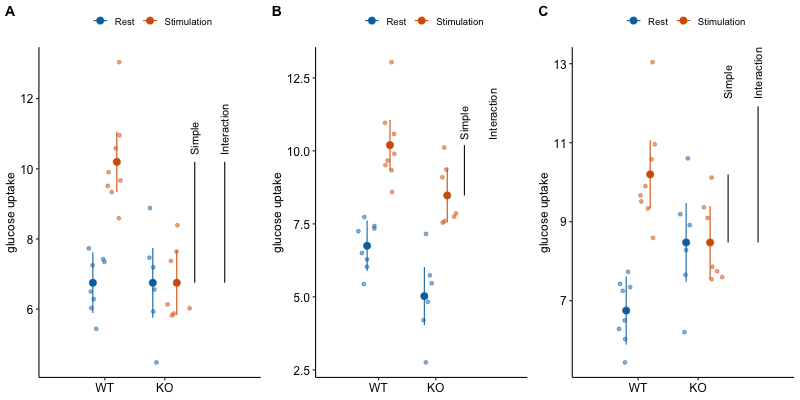 A
Rest Stimulation
glucose uptake
12
10
8
6
WT KO
Simple
Interaction
B
Rest Stimulation
glucose uptake
12.5
10.0
7.5
5.0
2.5
WT KO
Simple
Interaction
C
Rest Stimulation
glucose uptake
13
11
9
7
WT KO
Simple
Interaction